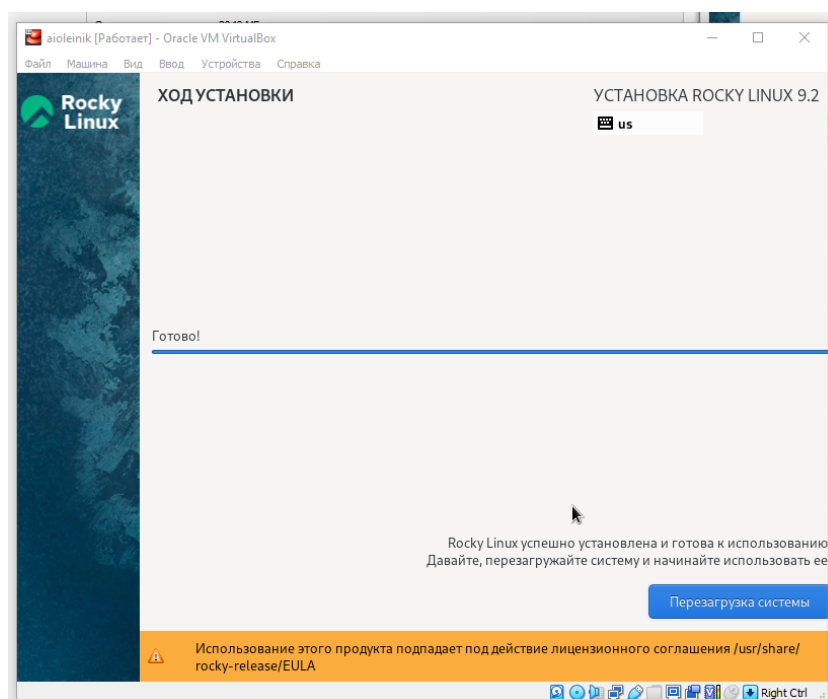 aioleinik [Работает] - Oracle VM VirtualBox
Файл Машина Вид Ввод Устройства Справка
Rocky
Linux
ХОД УСТАНОВКИ
УСТАНОВКА ROCKY LINUX 9.2
us
Готово!
Rocky Linux успешно установлена и готова к использованию
Давайте, перезагружайте систему и начинайте использовать ее
Перезагрузка системы
Использование этого продукта подпадает под действие лицензионного соглашения /usr/share/
rocky-release/EULA
Right Ctrl